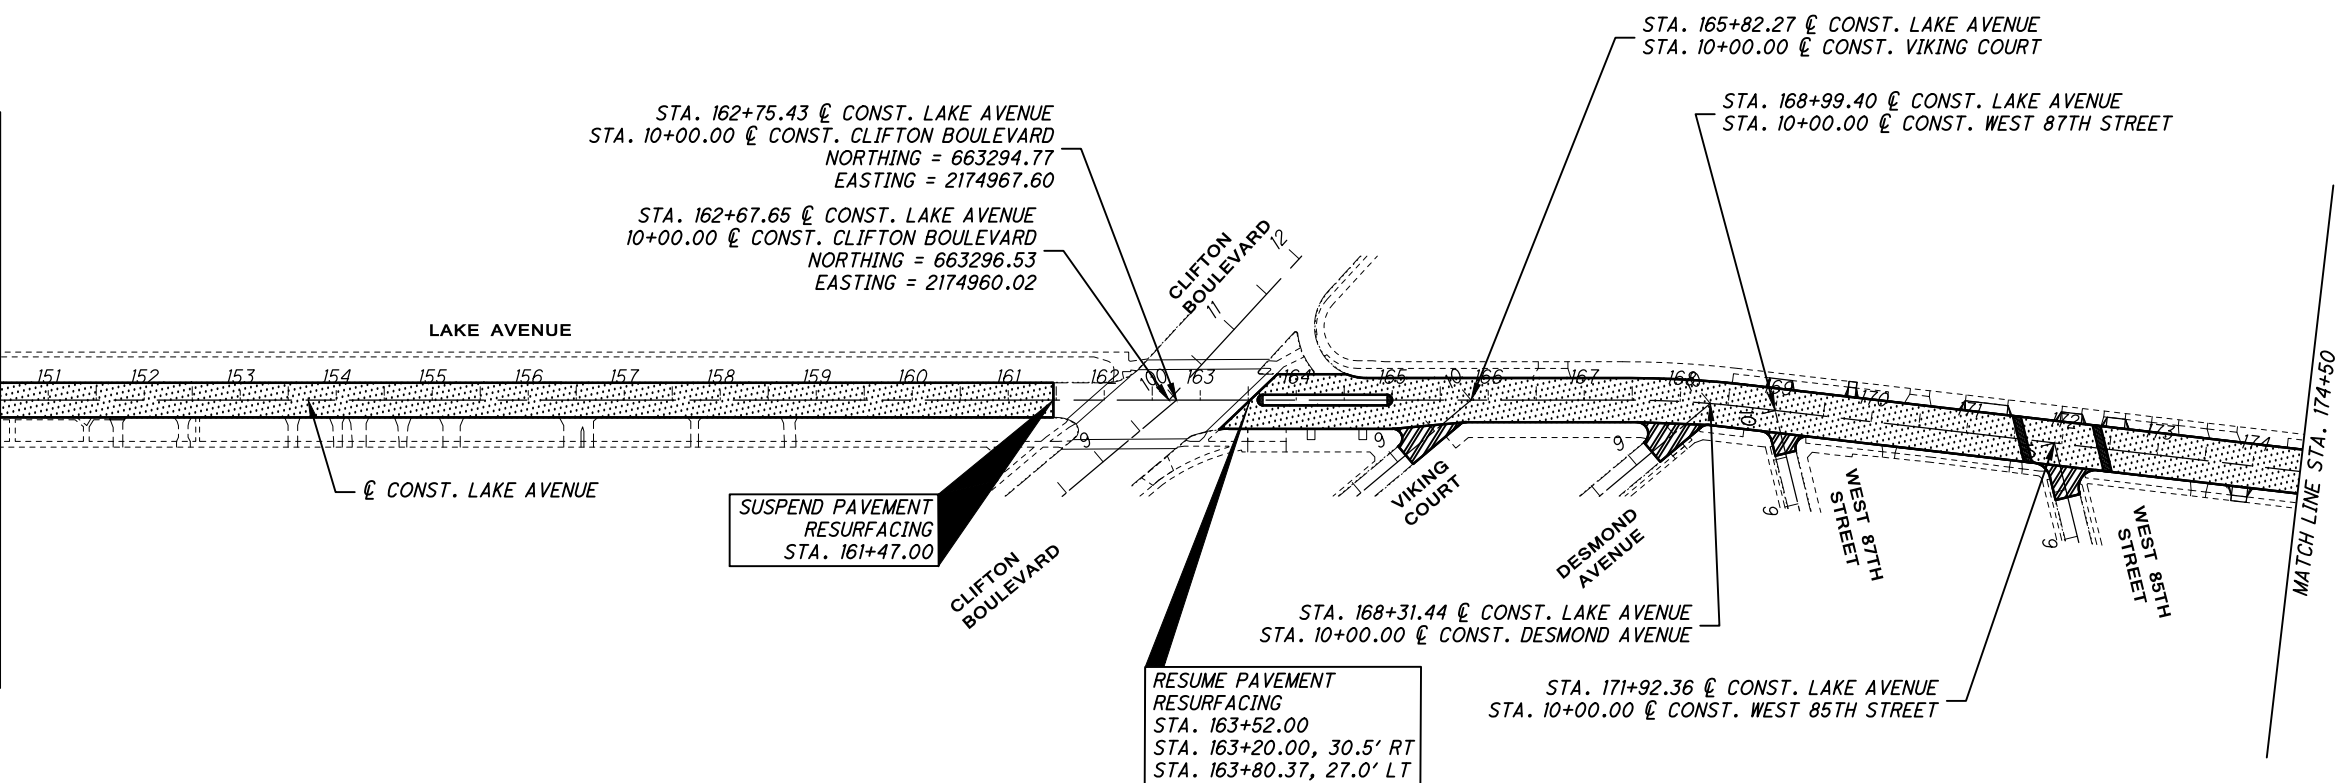 STA. 165+82.27 ℄ CONST. LAKE AVENUE
STA. 10+00.00 ℄ CONST. VIKING COURT
STA. 168+99.40 ℄ CONST. LAKE AVENUE
STA. 10+00.00 ℄ CONST. WEST 87TH STREET
STA. 162+75.43 ℄ CONST. LAKE AVENUE
STA. 10+00.00 ℄ CONST. CLIFTON BOULEVARD
NORTHING = 663294.77
EASTING = 2174967.60
STA. 162+67.65 ℄ CONST. LAKE AVENUE
10+00.00 ℄ CONST. CLIFTON BOULEVARD
NORTHING = 663296.53
EASTING = 2174960.02
CLIFTON
BOULEVARD
12
11
LAKE AVENUE
151 152 153 154 155 156 157 158 159 160 161 162 163 164 165 10 166 167 168 169 170 171 172 173 174
10
9
9
9
9
9
℄ CONST. LAKE AVENUE
SUSPEND PAVEMENT
RESURFACING
STA. 161+47.00
CLIFTON
BOULEVARD
VIKING
COURT
DESMOND
AVENUE
WEST 87TH
STREET
WEST 85TH
STREET
MATCH LINE STA. 174+50
STA. 168+31.44 ℄ CONST. LAKE AVENUE
STA. 10+00.00 ℄ CONST. DESMOND AVENUE
RESUME PAVEMENT
RESURFACING
STA. 163+52.00
STA. 163+20.00, 30.5' RT
STA. 163+80.37, 27.0' LT
STA. 171+92.36 ℄ CONST. LAKE AVENUE
STA. 10+00.00 ℄ CONST. WEST 85TH STREET